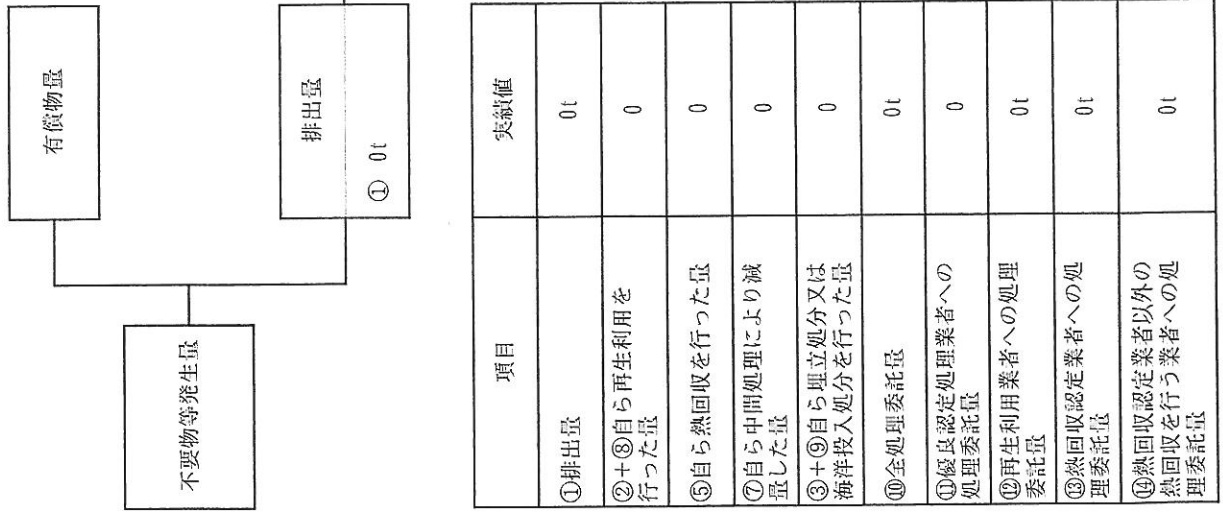 有償物量
不要物等発生量
排出量
① 0t
項目
実績値
①排出量
0t
②+⑧自ら再生利用を
行った量
0
⑤自ら熱回収を行った量
0
⑦自ら中間処理により減
量した量
0
③+⑨自ら埋立処分又は
海洋投入処分を行った量
0
⑩全処理委託量
0t
⑪優良認定処理業者への
処理委託量
0
⑫再生利用業者への処理
委託量
0t
⑬熱回収認定業者への処
理委託量
0t
⑭熱回収認定業者以外の
熱回収を行う業者への処
理委託量
0t